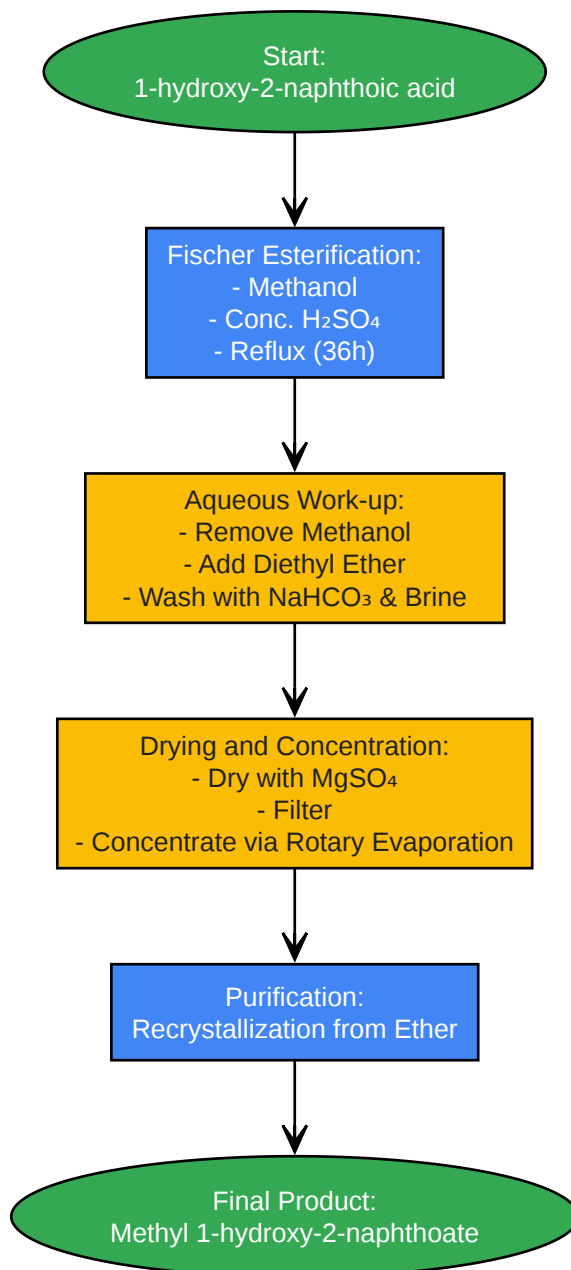 Start:
1-hydroxy-2-naphthoic acid
Fischer Esterification:
- Methanol
- Conc. H₂SO₄
- Reflux (36h)
Aqueous Work-up:
- Remove Methanol
- Add Diethyl Ether
- Wash with NaHCO₃ & Brine
Drying and Concentration:
- Dry with MgSO₄
- Filter
- Concentrate via Rotary Evaporation
Purification:
Recrystallization from Ether
Final Product:
Methyl 1-hydroxy-2-naphthoate